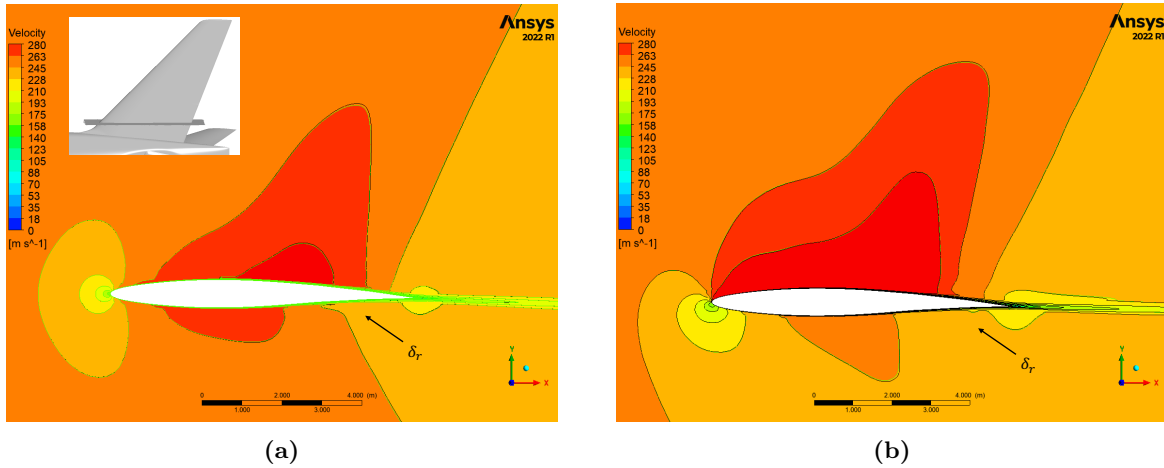 Velocity
280
263
245
228
210
193
175
158
140
123
105
88
70
53
35
18
0
[m s^-1]
Ansys
2022 R1
δr
0 2.000 4.000 (m)
1.000 3.000
Y
X
(a)
Velocity
280
263
245
228
210
193
175
158
140
123
105
88
70
53
35
18
0
[m s^-1]
Ansys
2022 R1
δr
0 2.000 4.000 (m)
1.000 3.000
Y
X
(b)